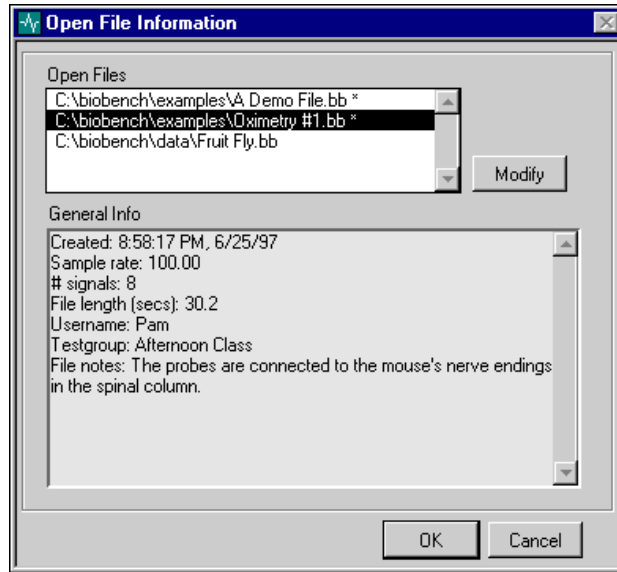 Open File Information
Open Files
C:\biobench\examples\A Demo File.bb *
C:\biobench\examples\Oximetry #1.bb *
C:\biobench\data\Fruit Fly.bb
Modify
General Info
Created: 8:58:17 PM, 6/25/97
Sample rate: 100.00
# signals: 8
File length (secs): 30.2
Username: Pam
Testgroup: Afternoon Class
File notes: The probes are connected to the mouse's nerve endings
in the spinal column.
OK
Cancel